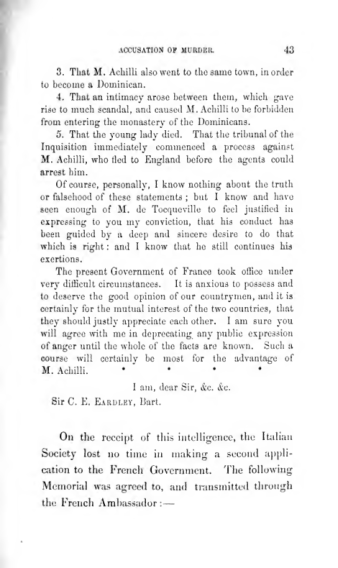 ACCUSATION OF MURDER. 43
3. That M. Achilli also went to the same town, in order
to become a Dominican.
4. That an intimacy arose between them, which gave
rise to much scandal, and caused M. Achilli to be forbidden
from entering the monastery of the Dominicans.
5. That the young lady died. That the tribunal of the
Inquisition immediately commenced a process against
M. Achilli, who fled to England before the agents could
arrest him.
Of course, personally, I know nothing about the truth
or falsehood of these statements; but I know and have
seen enough of M. de Tocqueville to feel justified in
expressing to you my conviction, that his conduct has
been guided by a deep and sincere desire to do that
which is right: and I know that he still continues his
exertions.
The present Government of France took office under
very difficult circumstances. It is anxious to possess and
to deserve the good opinion of our countrymen, and it is
certainly for the mutual interest of the two countries, that
they should justly appreciate each other. I am sure you
will agree with me in deprecating any public expression
of anger until the whole of the facts are known. Such a
course will certainly be most for the advantage of
M. Achilli. * * * *
I am, dear Sir, &c. &c.
Sir C. E. EARDLEY, Bart.
On the receipt of this intelligence, the Italian
Society lost no time in making a second appli-
cation to the French Government. The following
Memorial was agreed to, and transmitted through
the French Ambassador:—